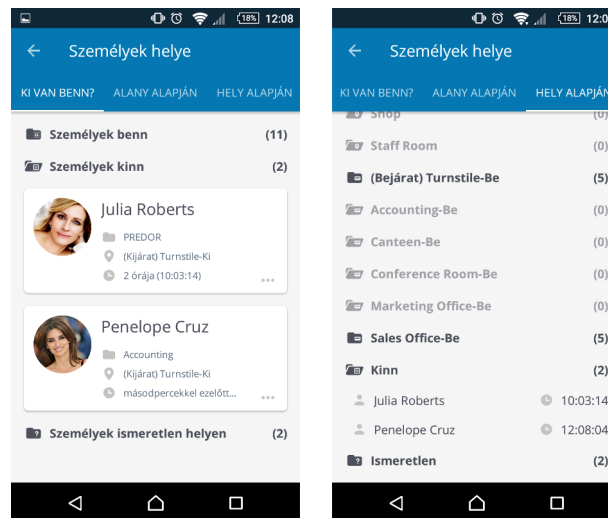 18% 12:08
Személyek helye
KI VAN BENN? ALANY ALAPJÁN HELY ALAPJÁN
Személyek benn (11)
Személyek kinn (2)
Julia Roberts
PREDOR
(Kijárat) Turnstile-Ki
2 órája (10:03:14)
Penelope Cruz
Accounting
(Kijárat) Turnstile-Ki
másodpercekkel ezelőtt...
Személyek ismeretlen helyen (2)
18% 12:0
Személyek helye
KI VAN BENN? ALANY ALAPJÁN HELY ALAPJÁN
Shop (0)
Staff Room (0)
(Bejárat) Turnstile-Be (5)
Accounting-Be (0)
Canteen-Be (0)
Conference Room-Be (0)
Marketing Office-Be (0)
Sales Office-Be (5)
Kinn (2)
Julia Roberts 10:03:14
Penelope Cruz 12:08:04
Ismeretlen (2)